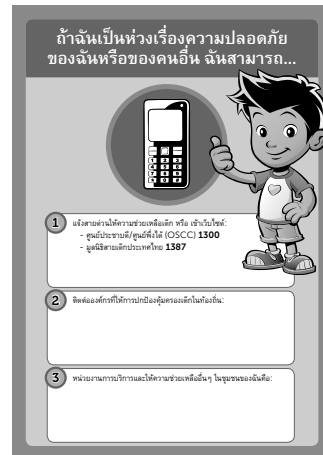 ถ้าฉันเป็นห่วงเรื่องความปลอดภัย
ของฉันหรือของคนอื่น ฉันสามารถ...
1 แจ้งสายด่วนให้ความช่วยเหลือเด็ก หรือ เข้าเว็บไซต์:
- ศูนย์ประชาบดี/ศูนย์พึ่งได้ (OSCC) 1300
- มูลนิธิสายเด็กประเทศไทย 1387
2 ติดต่อองค์กรที่ให้การปกป้องคุ้มครองเด็กในท้องถิ่น:
3 หน่วยงานการบริการและให้ความช่วยเหลืออื่นๆ ในชุมชนของฉันคือ: